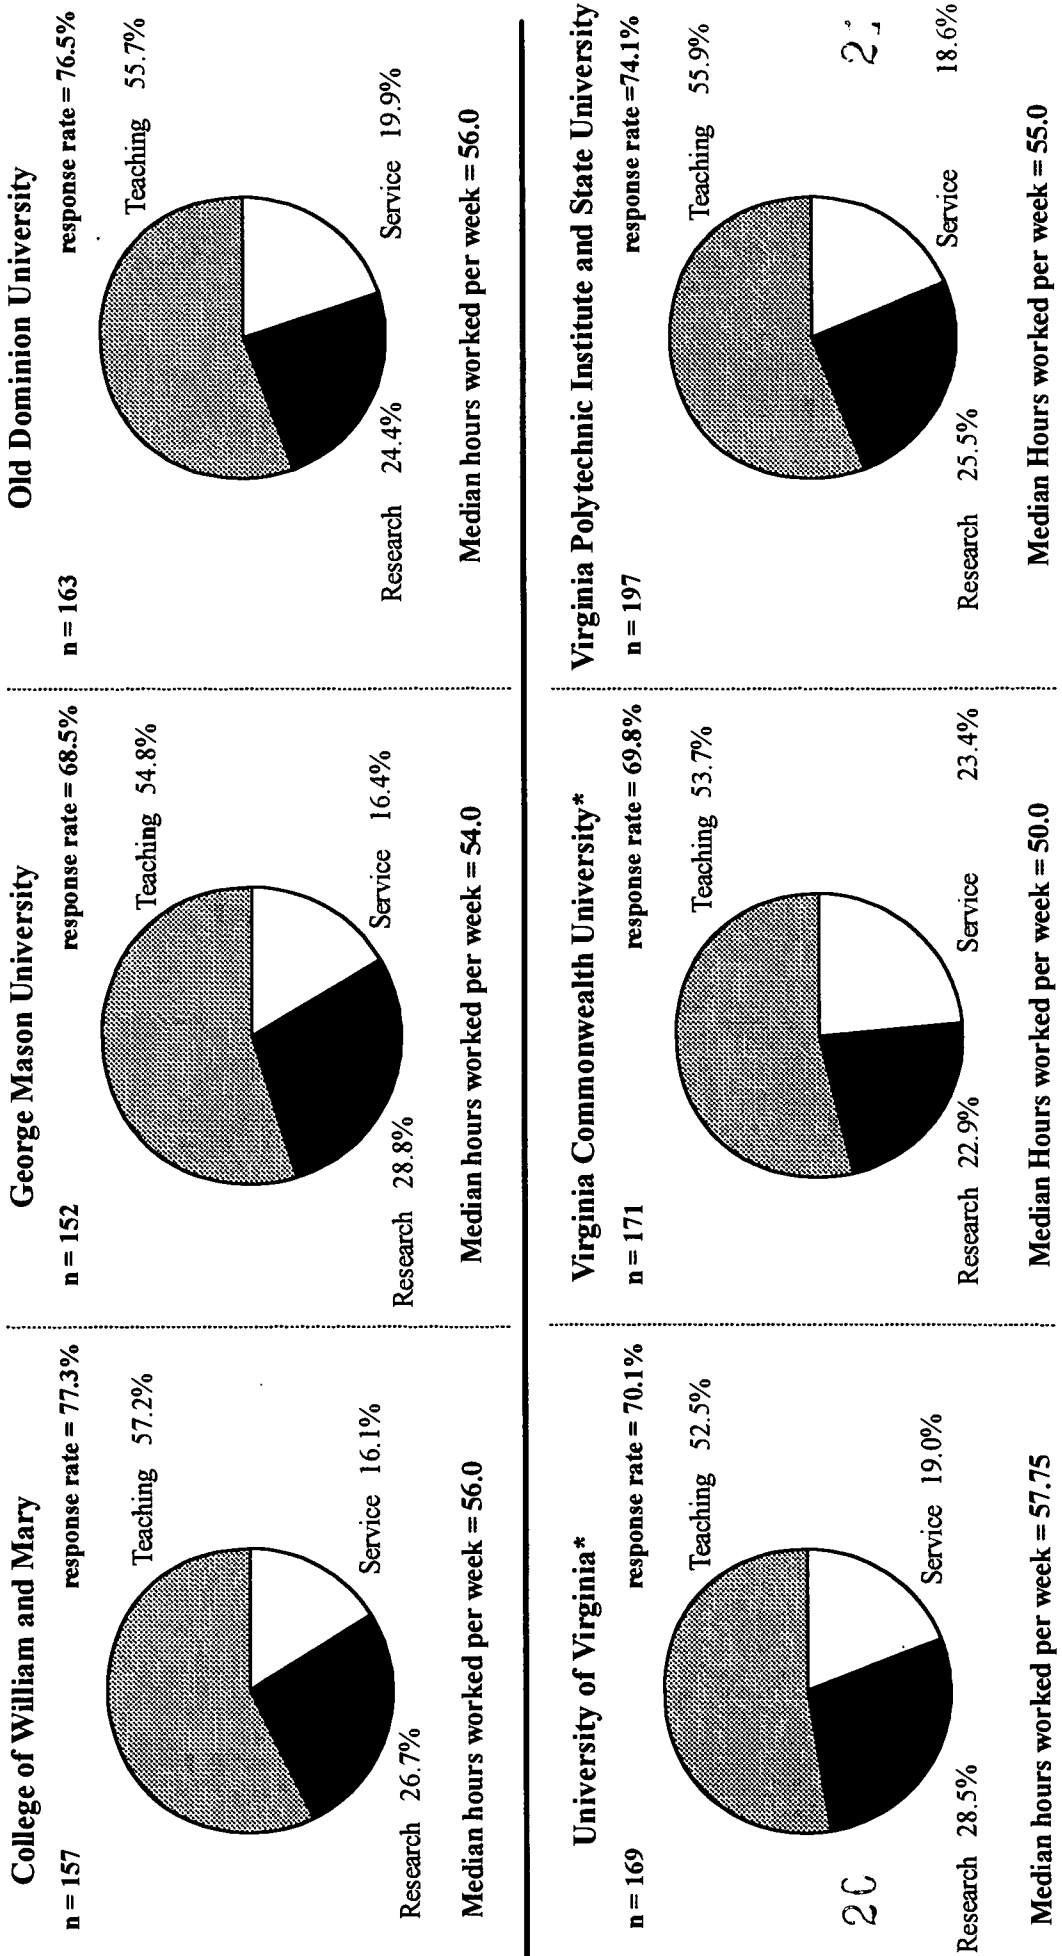 College of William and Mary
n = 157
response rate = 77.3%
Teaching 57.2%
Service 16.1%
Research 26.7%
Median hours worked per week = 56.0
George Mason University
n = 152
response rate = 68.5%
Teaching 54.8%
Service 16.4%
Research 28.8%
Median hours worked per week = 54.0
Old Dominion University
n = 163
response rate = 76.5%
Teaching 55.7%
Service 19.9%
Research 24.4%
Median hours worked per week = 56.0
University of Virginia*
n = 169
response rate = 70.1%
Teaching 52.5%
Service 19.0%
Research 28.5%
Median hours worked per week = 57.75
Virginia Commonwealth University*
n = 171
response rate = 69.8%
Teaching 53.7%
Service 23.4%
Research 22.9%
Median Hours worked per week = 50.0
Virginia Polytechnic Institute and State University
n = 197
response rate =74.1%
Teaching 55.9%
Service 18.6%
Research 25.5%
Median Hours worked per week = 55.0